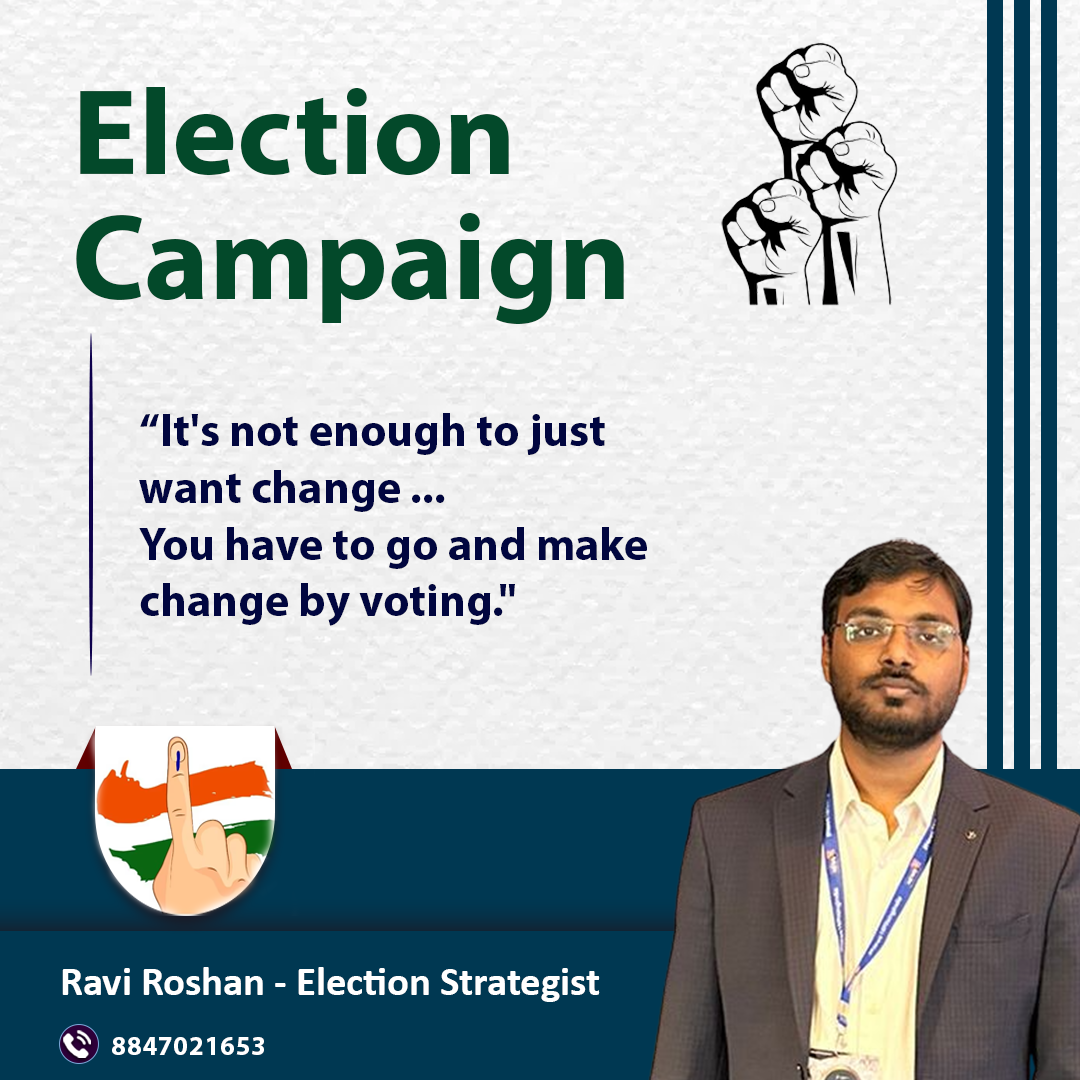 Election
Campaign
“It's not enough to just
want change ...
You have to go and make
change by voting."
Ravi Roshan - Election Strategist
8847021653